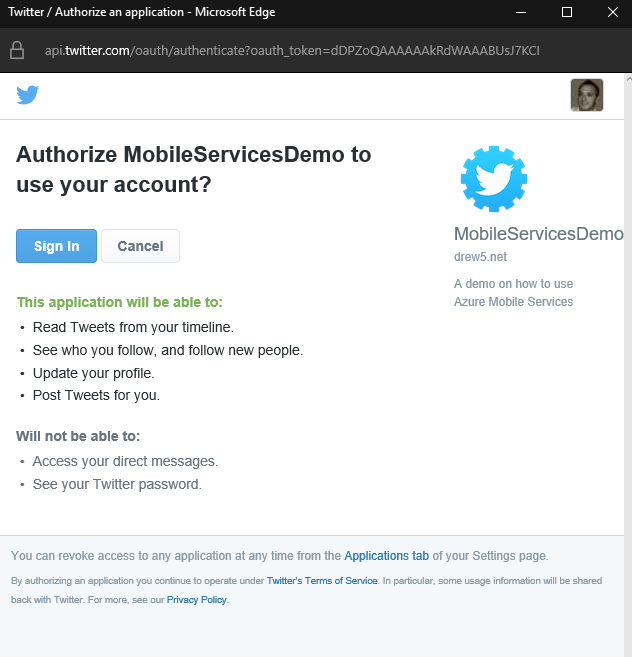 Twitter / Authorize an application - Microsoft Edge
api.twitter.com/oauth/authenticate?oauth_token=dDPZoQAAAAAAkRdWAAABUsJ7KCI
Authorize MobileServicesDemo to
use your account?
Sign In
Cancel
This application will be able to:
• Read Tweets from your timeline.
• See who you follow, and follow new people.
• Update your profile.
• Post Tweets for you.
Will not be able to:
• Access your direct messages.
• See your Twitter password.
MobileServicesDemo
drew5.net
A demo on how to use
Azure Mobile Services
You can revoke access to any application at any time from the Applications tab of your Settings page.
By authorizing an application you continue to operate under Twitter's Terms of Service. In particular, some usage information will be shared
back with Twitter. For more, see our Privacy Policy.